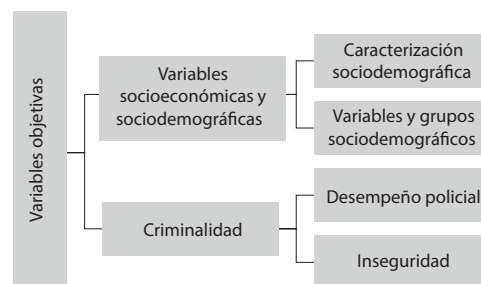 Variables objetivas
Variables
socioeconómicas y
sociodemográficas
Caracterización
sociodemográfica
Variables y grupos
sociodemográficos
Criminalidad
Desempeño policial
Inseguridad